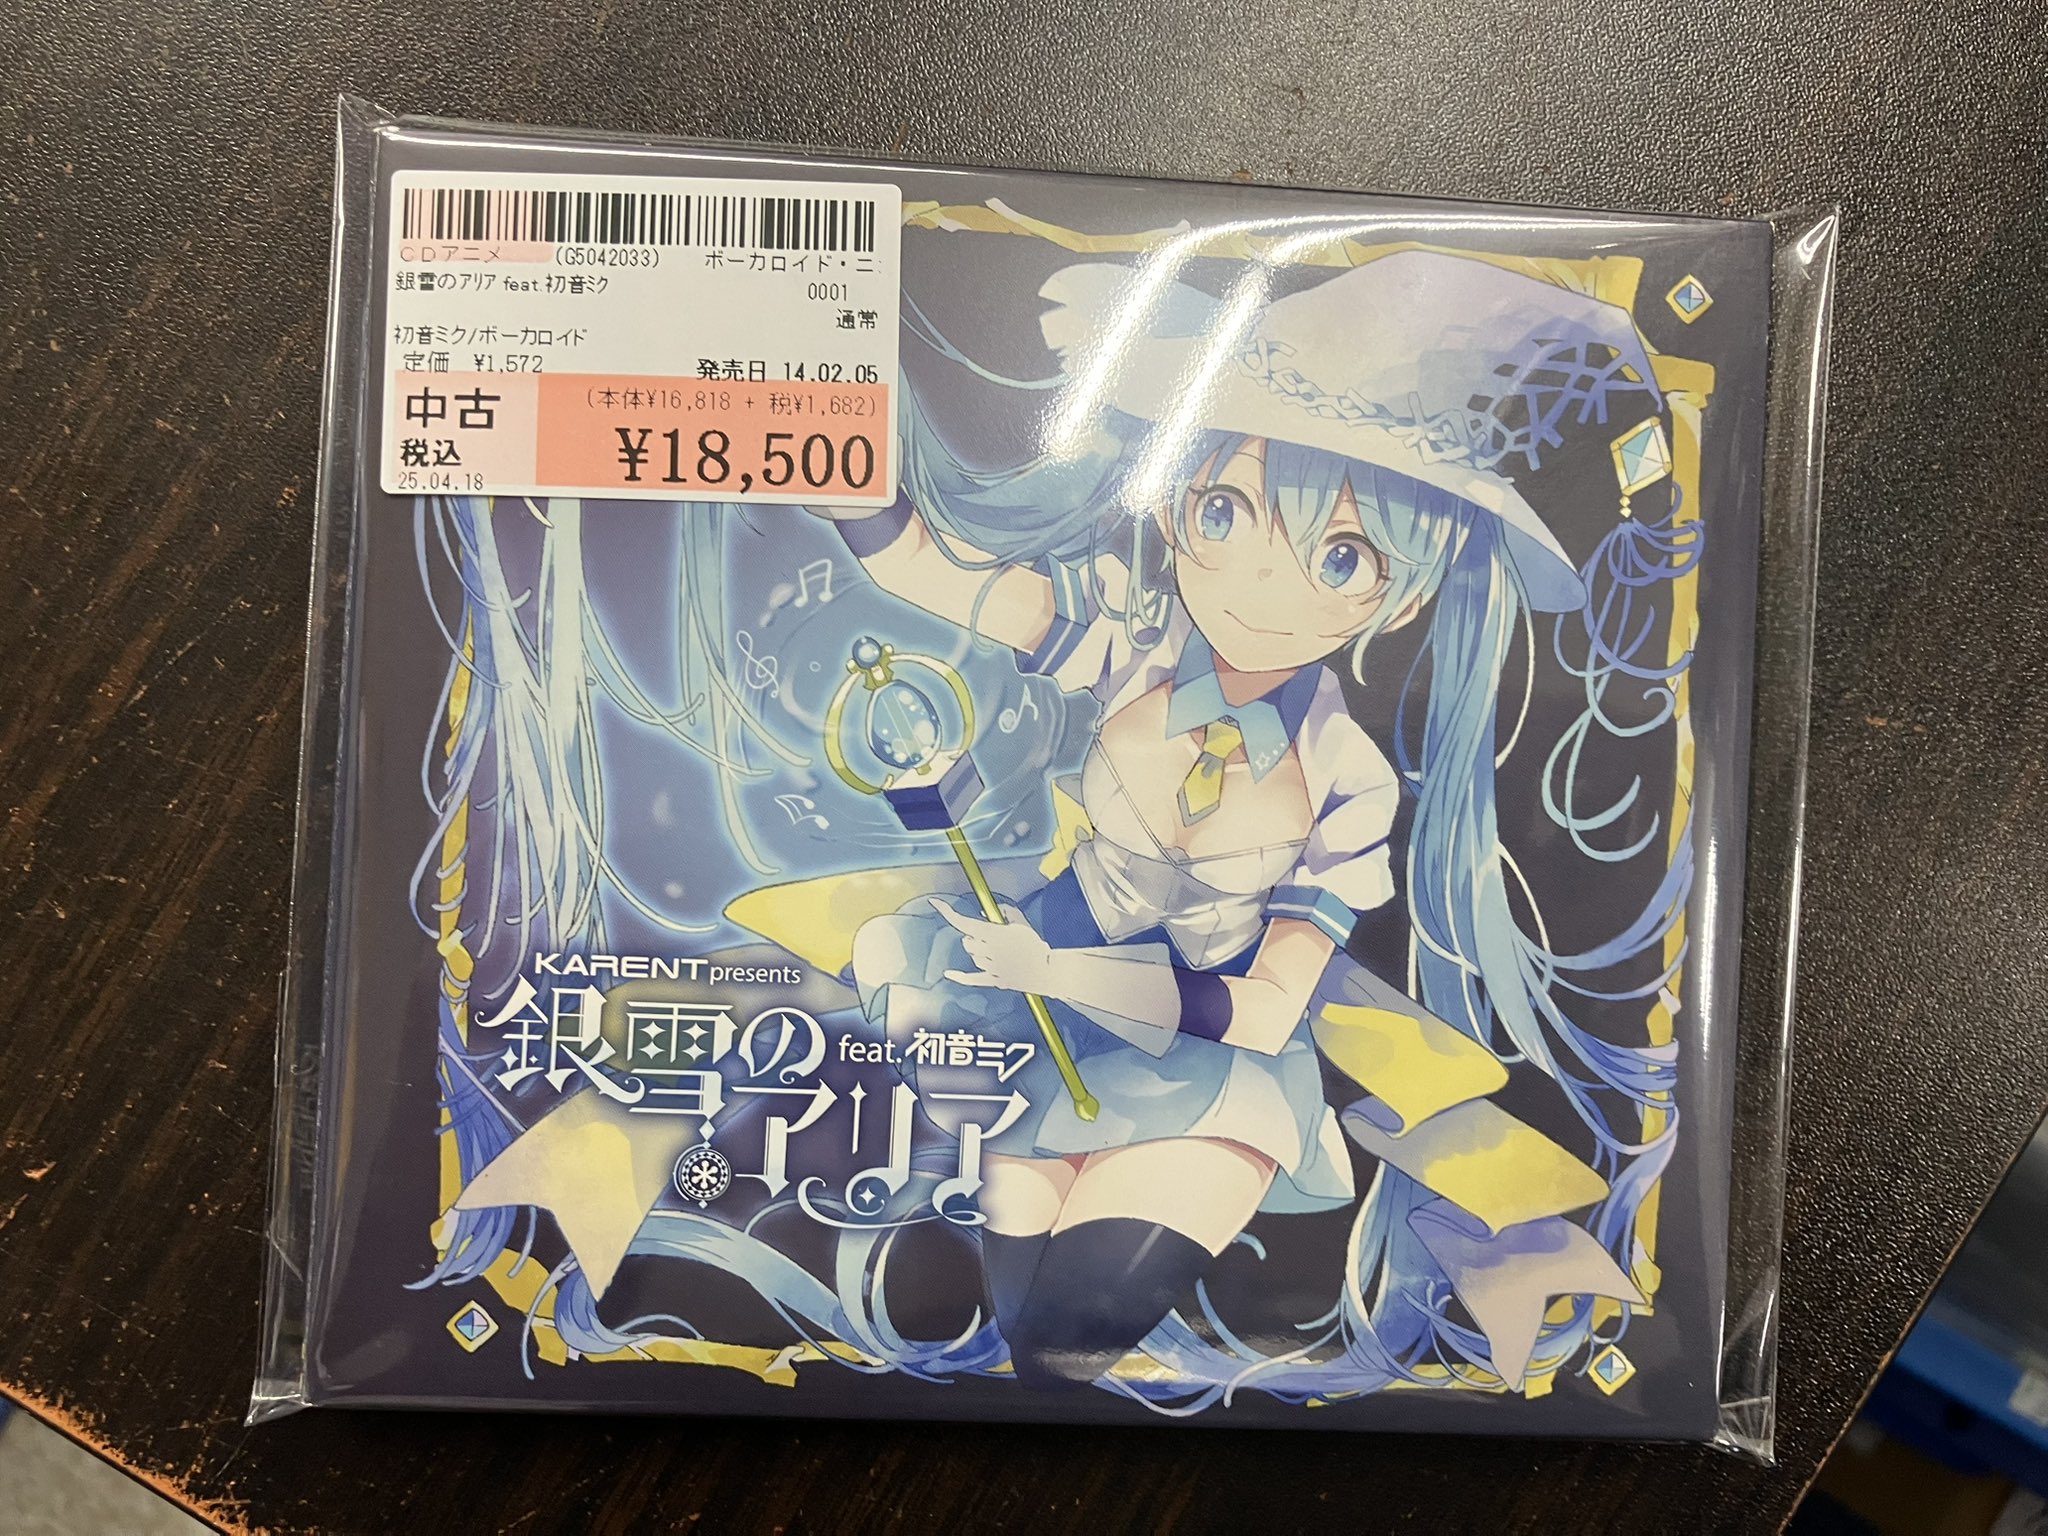 CDアニメ (G5042033) ボーカロイド・ニ
銀雪のアリア feat.初音ミク
0001
通常
初音ミク/ボーカロイド
定価 ¥1,572 発売日 14.02.05
中古 (本体¥16,818 + 税¥1,682)
税込 ¥18,500
25.04.18
KARENT presents
銀雪の feat.初音ミク
アリア